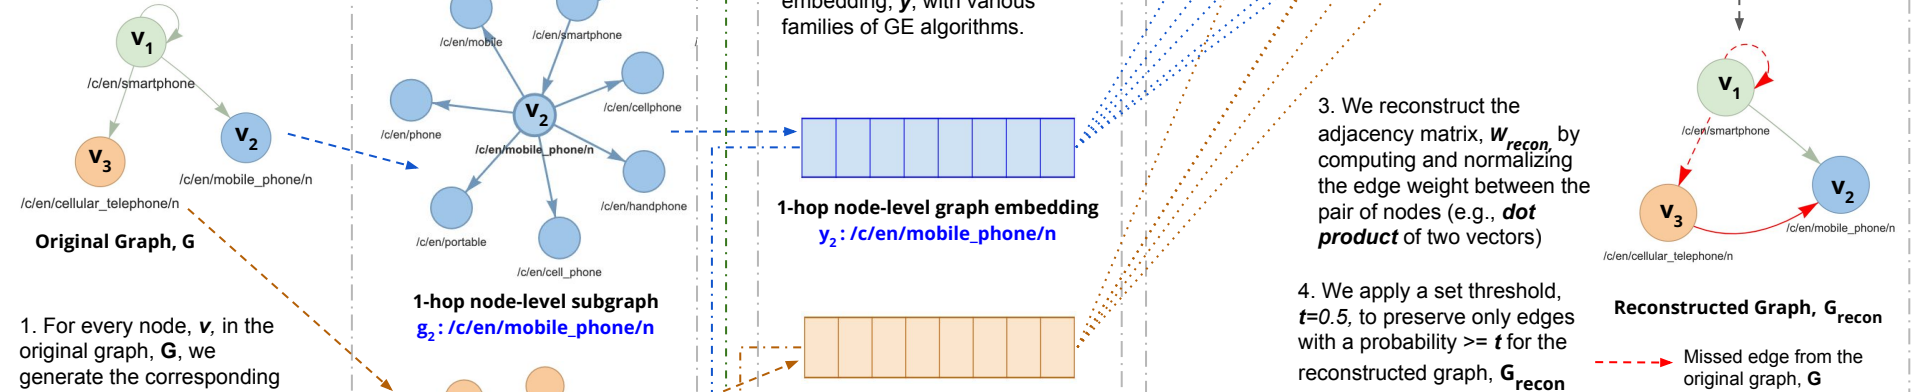 v1
/c/en/smartphone
v2
v3
/c/en/mobile_phone/n
/c/en/cellular_telephone/n
Original Graph, G
1. For every node, v, in the
original graph, G, we
generate the corresponding
/c/en/mobile
/c/en/smartphone
/c/en/cellphone
v2
/c/en/phone
/c/en/mobile_phone/n
/c/en/handphone
/c/en/portable
/c/en/cell_phone
1-hop node-level subgraph
g2 : /c/en/mobile_phone/n
embedding, y, with various
families of GE algorithms.
1-hop node-level graph embedding
y2 : /c/en/mobile_phone/n
3. We reconstruct the
adjacency matrix, Wrecon, by
computing and normalizing
the edge weight between the
pair of nodes (e.g., dot
product of two vectors)
4. We apply a set threshold,
t=0.5, to preserve only edges
with a probability >= t for the
reconstructed graph, Grecon
v1
/c/en/smartphone
v2
v3
/c/en/mobile_phone/n
/c/en/cellular_telephone/n
Reconstructed Graph, Grecon
Missed edge from the
original graph, G